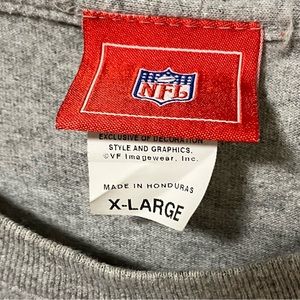 NFL
EXCLUSIVE OF DECORATION
STYLE AND GRAPHICS.
©VF Imagewear, Inc.
MADE IN HONDURAS
X-LARGE